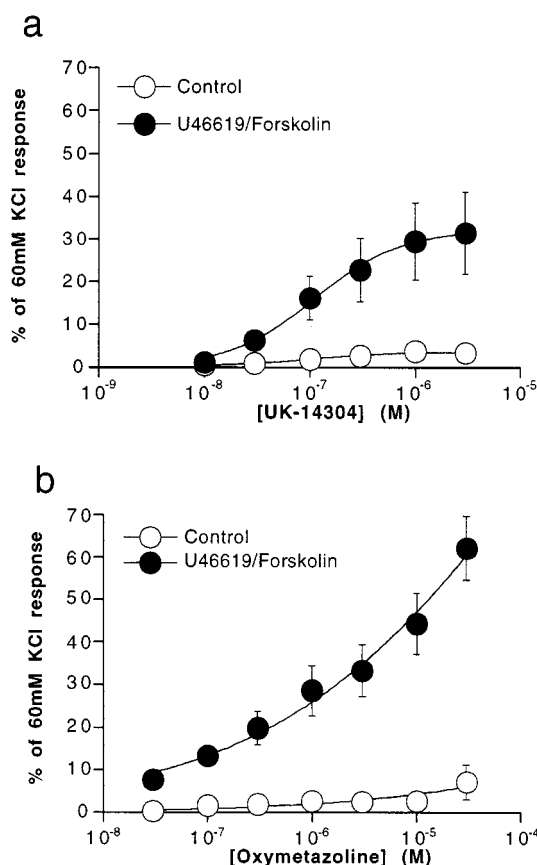 a
70
60
50
40
30
20
10
0
% of 60mM KCl response
Control
U46619/Forskolin
10⁻⁹ 10⁻⁸ 10⁻⁷ 10⁻⁶ 10⁻⁵
[UK-14304] (M)
b
70
60
50
40
30
20
10
0
% of 60mM KCl response
Control
U46619/Forskolin
10⁻⁸ 10⁻⁷ 10⁻⁶ 10⁻⁵ 10⁻⁴
[Oxymetazoline] (M)